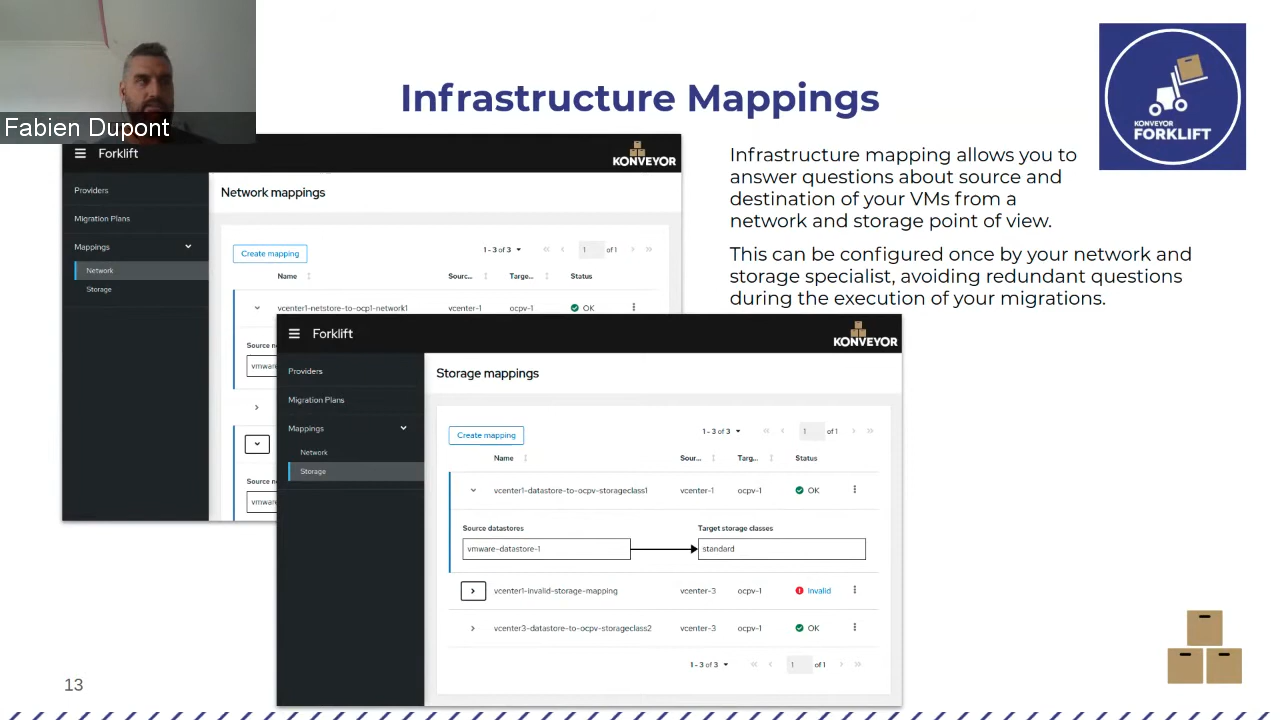 Fabien Dupont
Infrastructure Mappings
KONVEYOR
FORKLIFT
Infrastructure mapping allows you to
answer questions about source and
destination of your VMs from a
network and storage point of view.
This can be configured once by your network and
storage specialist, avoiding redundant questions
during the execution of your migrations.
Forklift
KONVEYOR
Providers
Migration Plans
Mappings
Network
Storage
Network mappings
Create mapping
1 - 3 of 3
1 of 1
Name Sourc... Targe... Status
vcenter1-netstore-to-ocp1-network1 vcenter-1 ocpv-1 OK
Source ne
vmwa
Source ne
vmwa
Forklift
KONVEYOR
Providers
Migration Plans
Mappings
Network
Storage
Storage mappings
Create mapping
1 - 3 of 3
1 of 1
Name Sour... Targ... Status
vcenter1-datastore-to-ocpv-storageclass1 vcenter-1 ocpv-1 OK
Source datastores Target storage classes
vmware-datastore-1 standard
vcenter1-invalid-storage-mapping vcenter-3 ocpv-1 Invalid
vcenter3-datastore-to-ocpv-storageclass2 vcenter-3 ocpv-1 OK
1 - 3 of 3
1 of 1
13